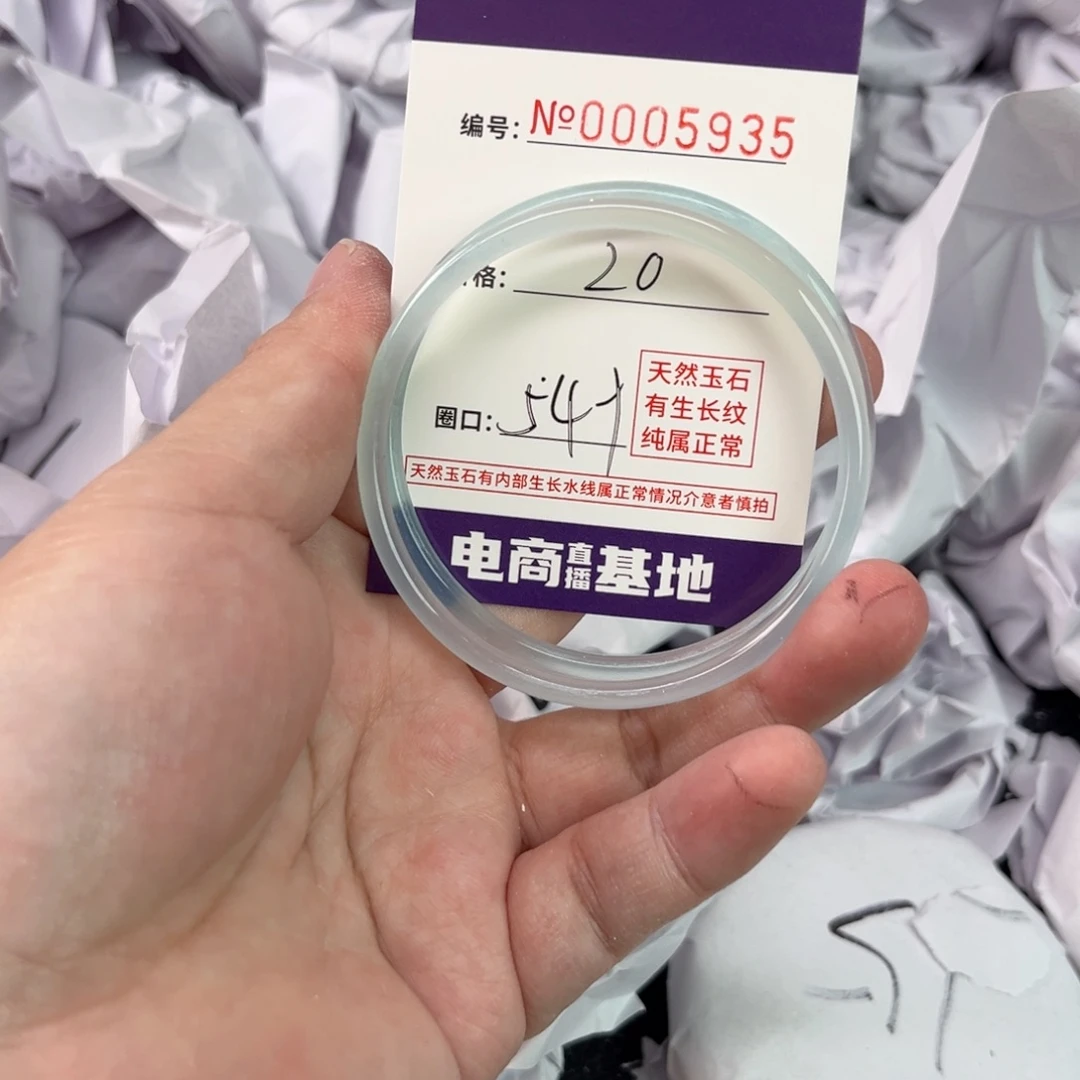 编号: №0005935
格: 20
圈口:
天然玉石
有生长纹
纯属正常
天然玉石有内部生长水线属正常情况介意者慎拍
电商直播基地